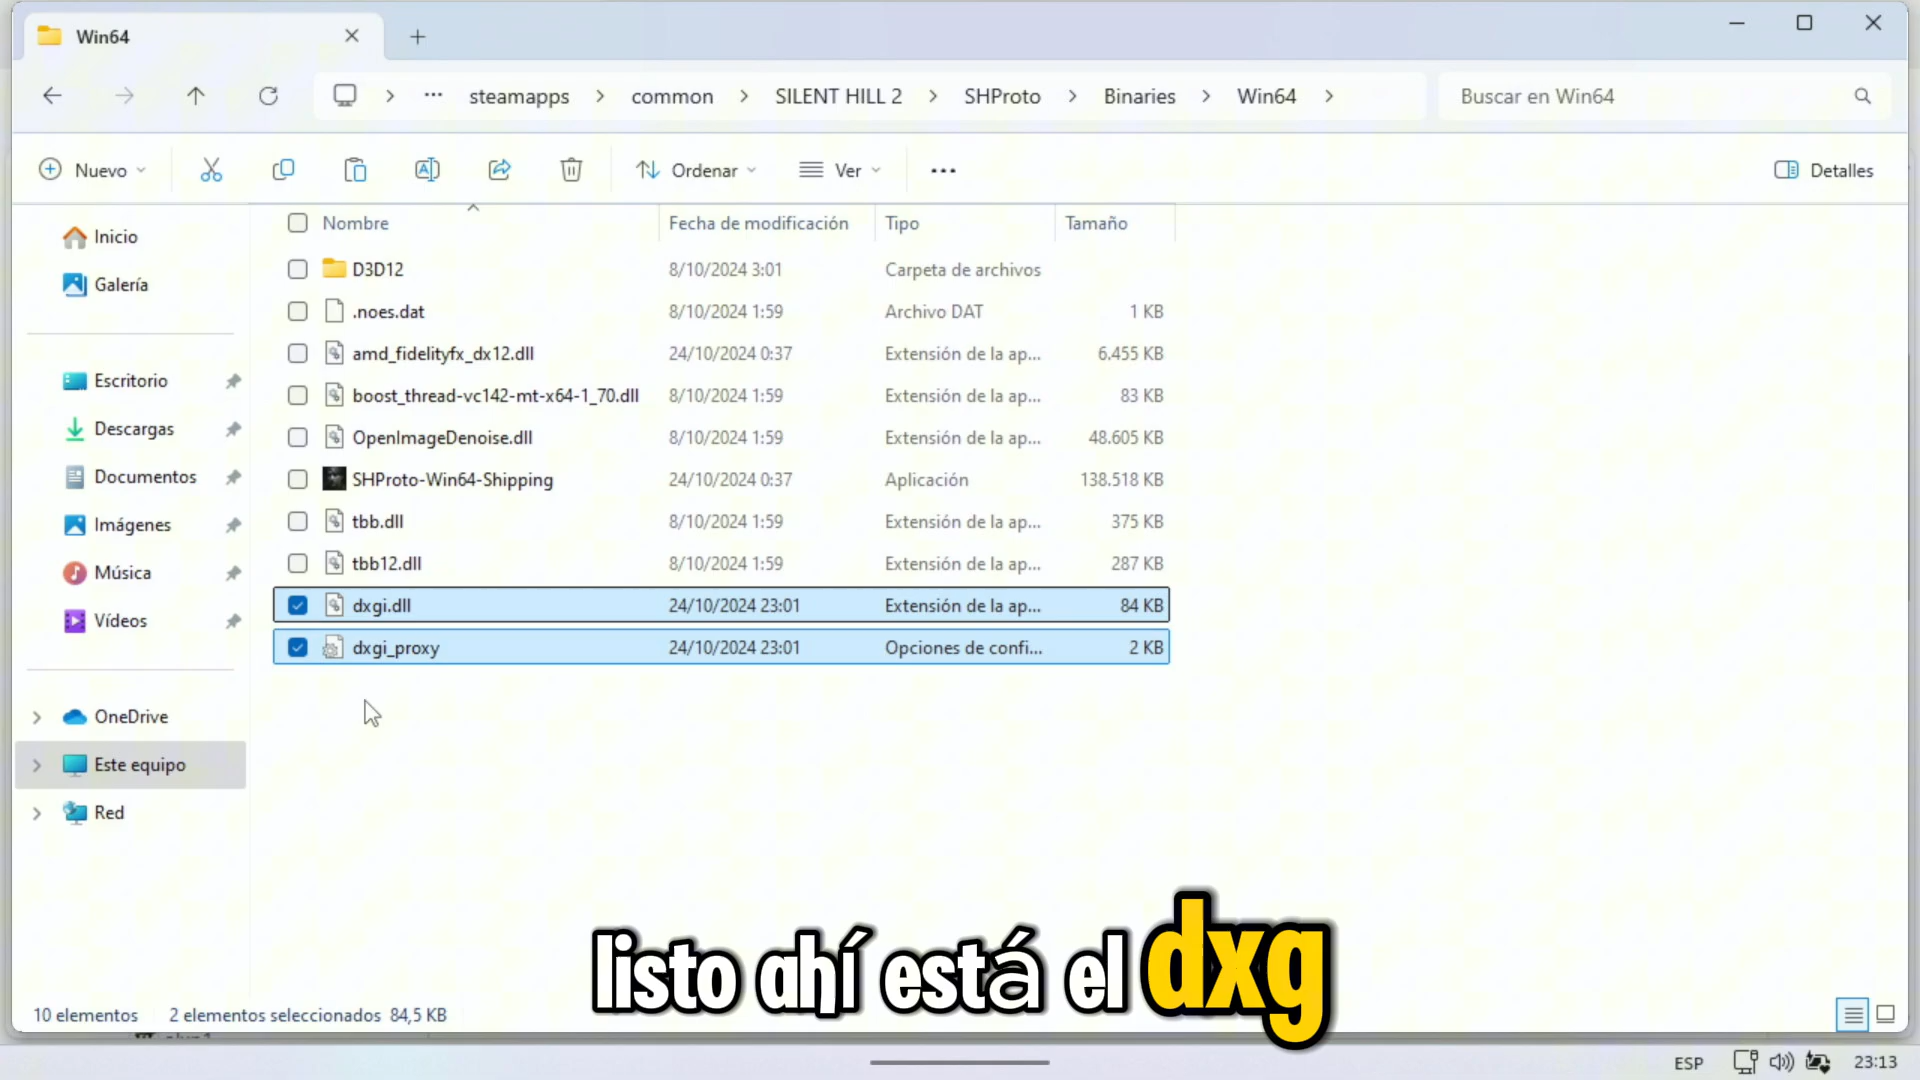 Win64
steamapps > common > SILENT HILL 2 > SHProto > Binaries > Win64 >
Buscar en Win64
Nuevo
Ordenar
Ver
Detalles
Nombre Fecha de modificación Tipo Tamaño
D3D12 8/10/2024 3:01 Carpeta de archivos
.noes.dat 8/10/2024 1:59 Archivo DAT 1 KB
amd_fidelityfx_dx12.dll 24/10/2024 0:37 Extensión de la ap... 6.455 KB
boost_thread-vc142-mt-x64-1_70.dll 8/10/2024 1:59 Extensión de la ap... 83 KB
OpenImageDenoise.dll 8/10/2024 1:59 Extensión de la ap... 48.605 KB
SHProto-Win64-Shipping 24/10/2024 0:37 Aplicación 138.518 KB
tbb.dll 8/10/2024 1:59 Extensión de la ap... 375 KB
tbb12.dll 8/10/2024 1:59 Extensión de la ap... 287 KB
dxgi.dll 24/10/2024 23:01 Extensión de la ap... 84 KB
dxgi_proxy 24/10/2024 23:01 Opciones de confi... 2 KB
Inicio
Galería
Escritorio
Descargas
Documentos
Imágenes
Música
Vídeos
OneDrive
Este equipo
Red
listo ahí está el dxg
10 elementos 2 elementos seleccionados 84,5 KB
ESP 23:13